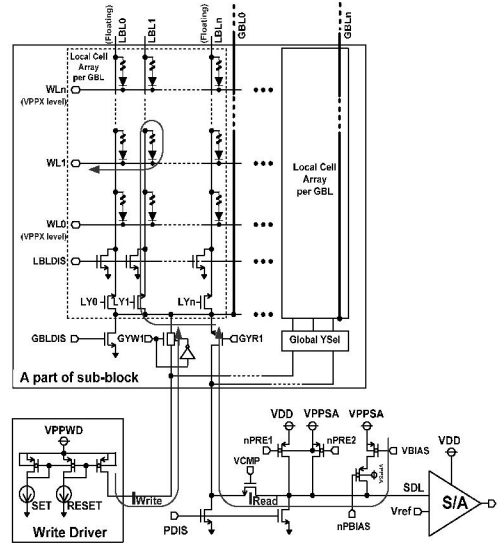 (Floating)
LBL0
LBL1
(Floating)
LBLn
GBL0
GBLn
Local Cell
Array
per GBL
WLn
(VPPX level)
WL1
Local Cell
Array
per GBL
WL0
(VPPX level)
LBLDIS
LY0
LY1
LYn
GBLDIS
GYW1
GYR1
Global YSel
A part of sub-block
VPPWD
SET
RESET
Write Driver
IWrite
PDIS
VDD
VPPSA
VPPSA
nPRE1
nPRE2
VBIAS
VDD
VCMP
VPPSA
IRead
nPBIAS
SDL
Vref
S/A